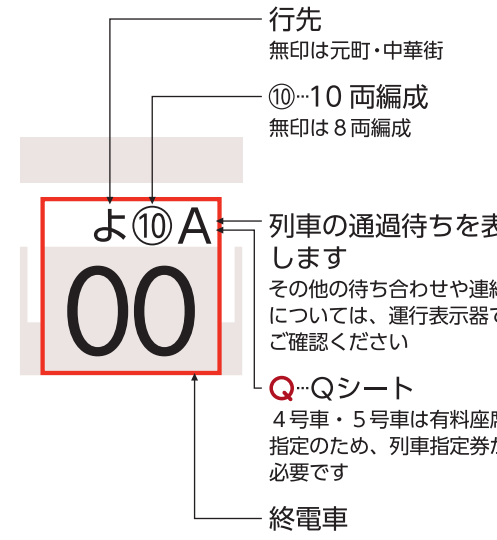 行先
無印は元町・中華街
⑩…10 両編成
無印は 8 両編成
よ⑩A
00
列車の通過待ちを表
します
その他の待ち合わせや連
については、運行表示器で
ご確認ください
Q…Qシート
4号車・5号車は有料座席
指定のため、列車指定券が
必要です
終電車